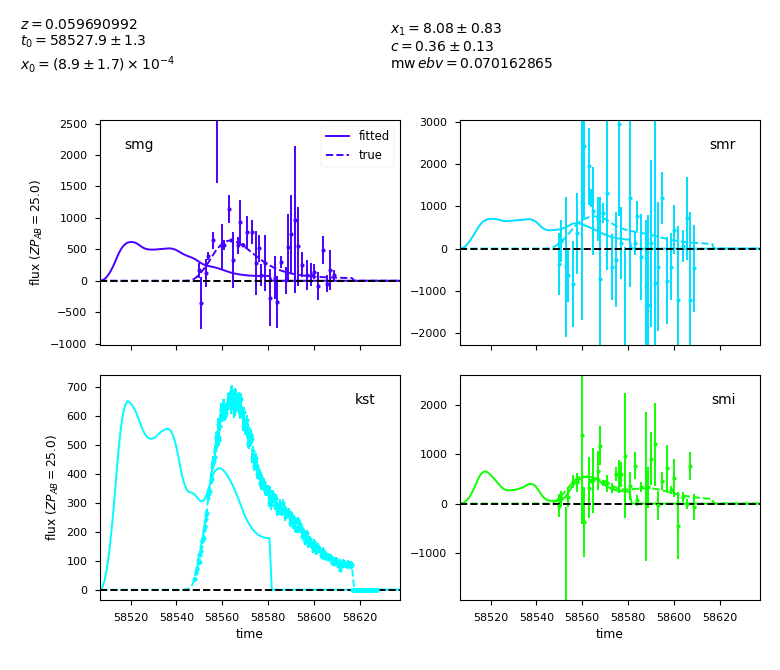 z = 0.059690992
t₀ = 58527.9 ± 1.3
x₀ = (8.9 ± 1.7) × 10⁻⁴
x₁ = 8.08 ± 0.83
c = 0.36 ± 0.13
mw ebv = 0.070162865
smg
fitted
true
2500
2000
1500
1000
500
0
−500
−1000
flux (ZP_AB = 25.0)
smr
3000
2000
1000
0
−1000
−2000
kst
700
600
500
400
300
200
100
0
flux (ZP_AB = 25.0)
58520 58540 58560 58580 58600 58620
time
smi
2000
1000
0
−1000
58520 58540 58560 58580 58600 58620
time